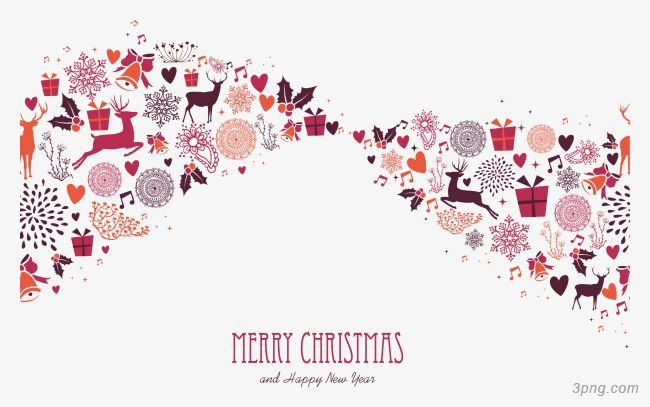 MERRY CHRISTMAS
and Happy New Year
3png.com